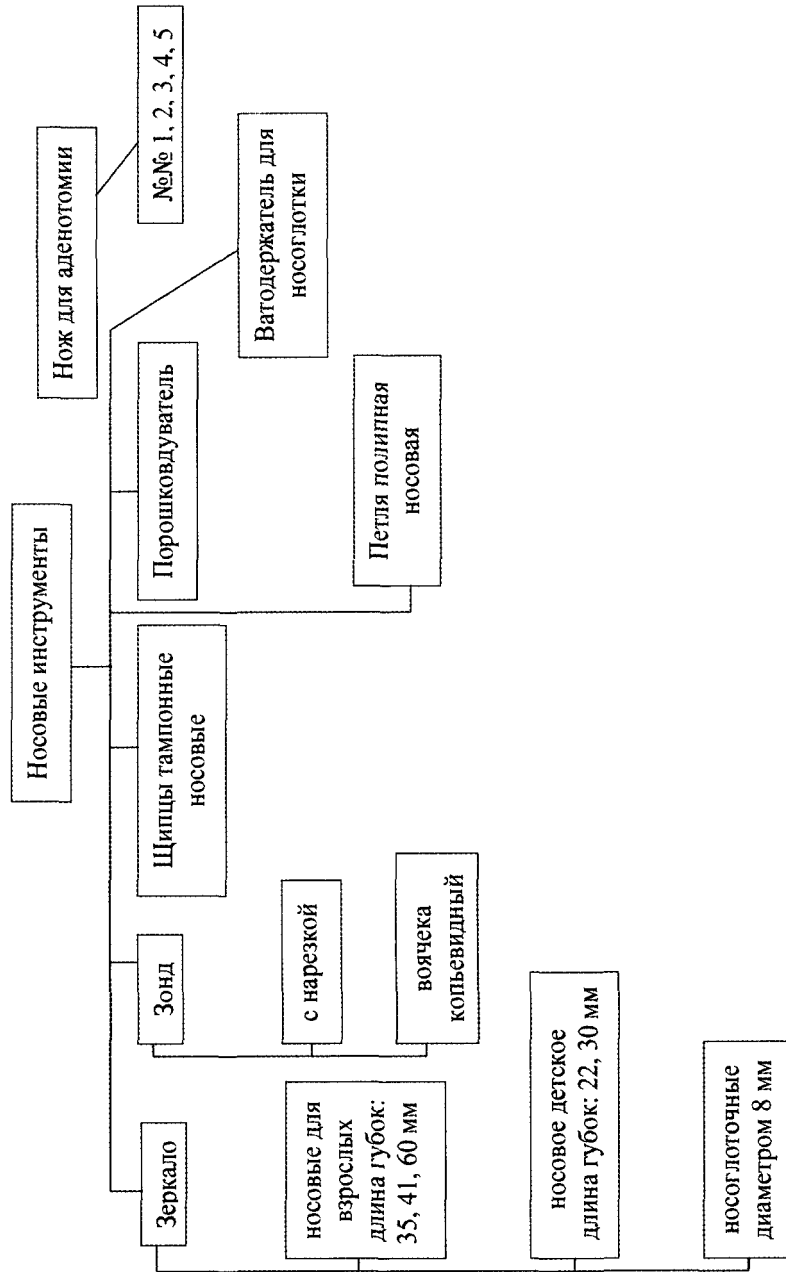 Носовые инструменты
Зеркало
носовые для
взрослых
длина губок:
35, 41, 60 мм
носовое детское
длина губок: 22, 30 мм
носоглоточные
диаметром 8 мм
Зонд
с нарезкой
воячека
копьевидный
Щипцы тампонные
носовые
Петля полипная
носовая
Порошковдуватель
Ватодержатель для
носоглотки
Нож для аденотомии
№№ 1, 2, 3, 4, 5